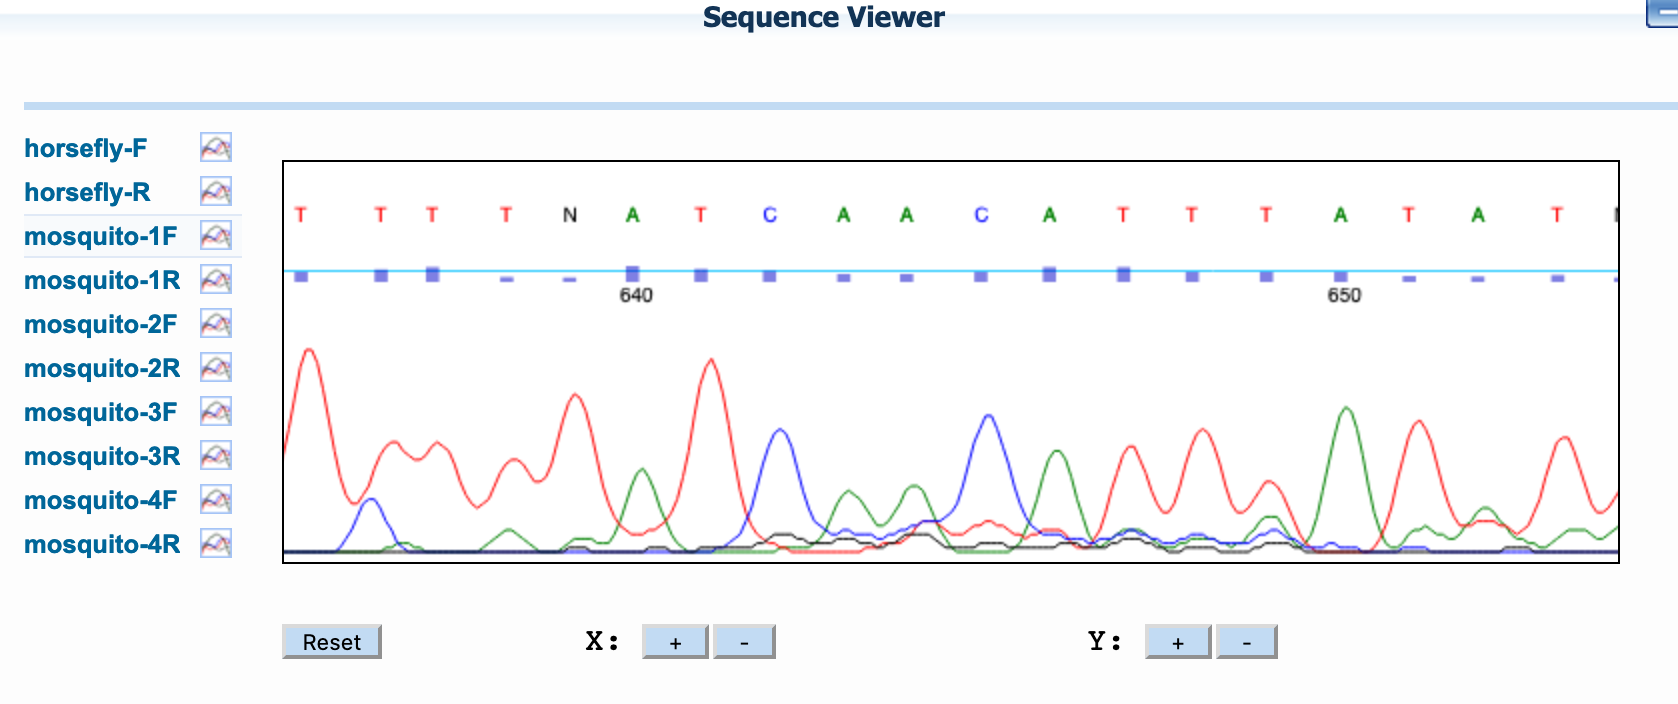 Sequence Viewer
horsefly-F
horsefly-R
mosquito-1F
mosquito-1R
mosquito-2F
mosquito-2R
mosquito-3F
mosquito-3R
mosquito-4F
mosquito-4R
T T T T N A T C A A C A T T T A T A T
640 650
Reset X: + - Y: + -